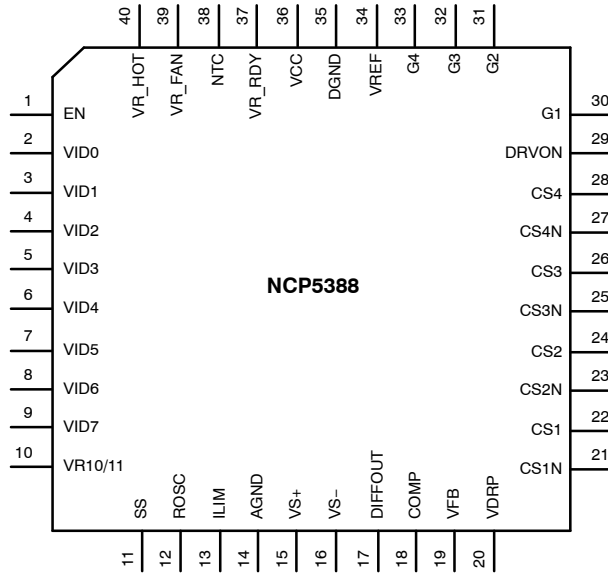 40 39 38 37 36 35 34 33 32 31
VR_HOT VR_FAN NTC VR_RDY VCC DGND VREF G4 G3 G2
1 EN
2 VID0
3 VID1
4 VID2
5 VID3
6 VID4
7 VID5
8 VID6
9 VID7
10 VR10/11
NCP5388
G1 30
DRVON 29
CS4 28
CS4N 27
CS3 26
CS3N 25
CS2 24
CS2N 23
CS1 22
CS1N 21
SS ROSC ILIM AGND VS+ VS− DIFFOUT COMP VFB VDRP
11 12 13 14 15 16 17 18 19 20